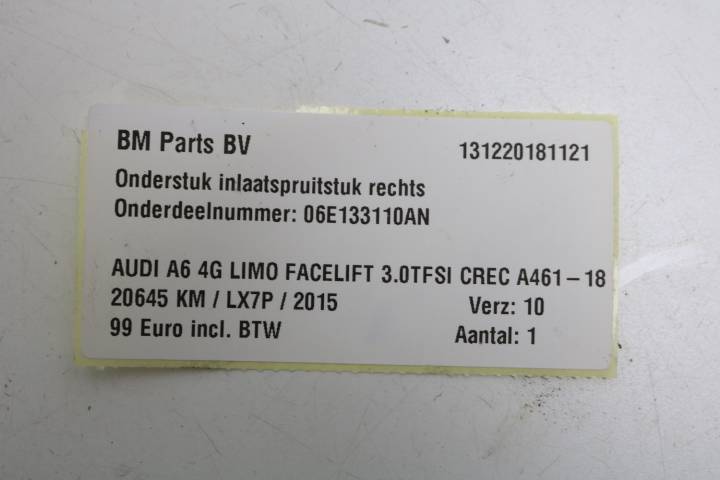 BM Parts BV 131220181121
Onderstuk inlaatspruitstuk rechts
Onderdeelnummer: 06E133110AN
AUDI A6 4G LIMO FACELIFT 3.0TFSI CREC A461-18
20645 KM / LX7P / 2015 Verz: 10
99 Euro incl. BTW Aantal: 1